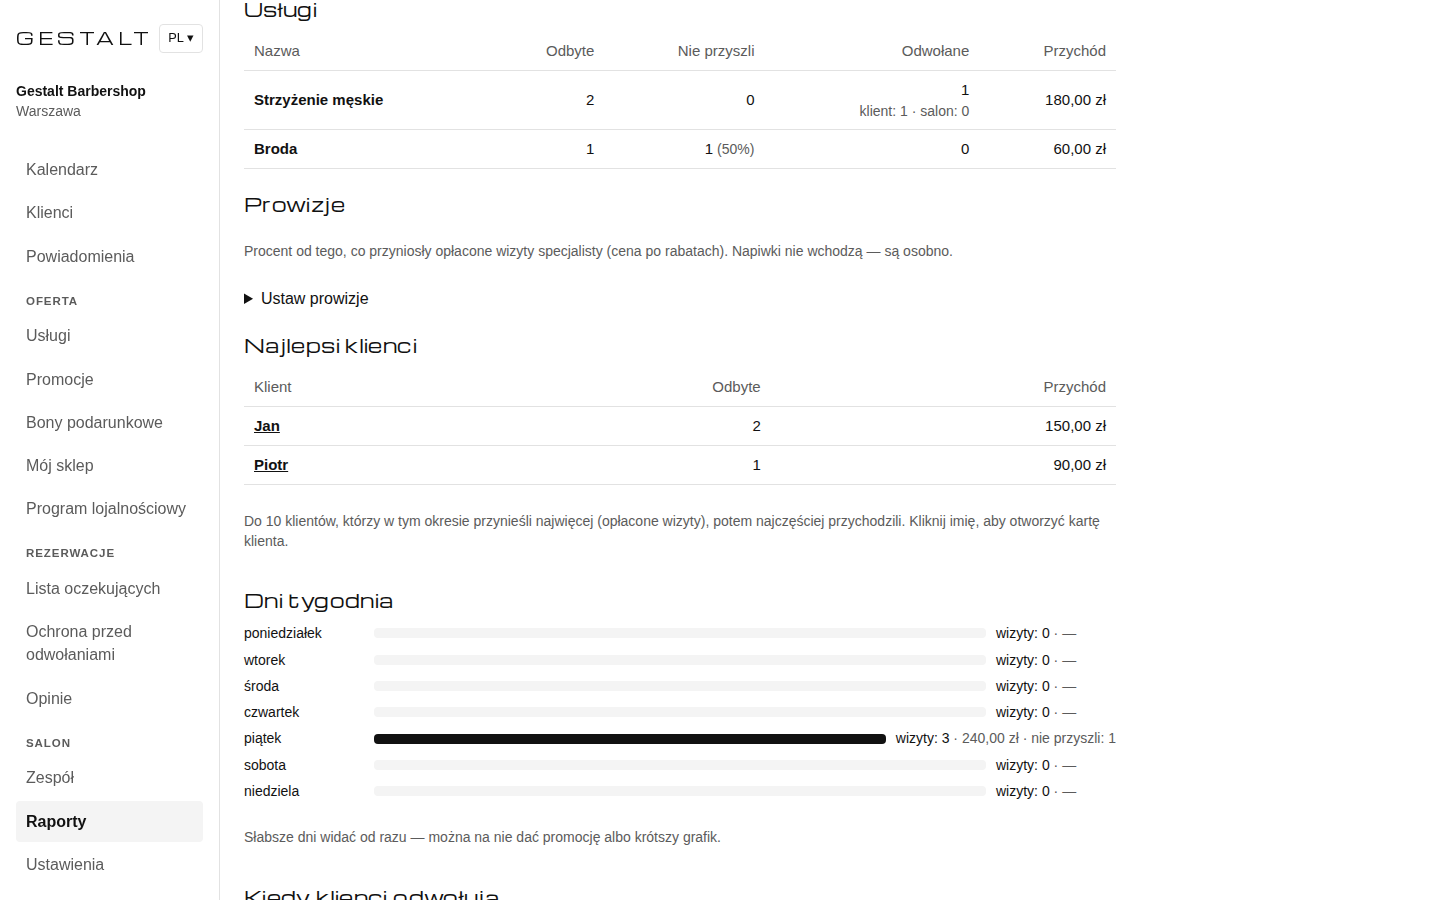 GESTALT
PL ▾
Gestalt Barbershop
Warszawa
Kalendarz
Klienci
Powiadomienia
OFERTA
Usługi
Promocje
Bony podarunkowe
Mój sklep
Program lojalnościowy
REZERWACJE
Lista oczekujących
Ochrona przed
odwołaniami
Opinie
SALON
Zespół
Raporty
Ustawienia
Usługi
Nazwa Odbyte Nie przyszli Odwołane Przychód
Strzyżenie męskie 2 0 1 180,00 zł
klient: 1 · salon: 0
Broda 1 1 (50%) 0 60,00 zł
Prowizje
Procent od tego, co przyniosły opłacone wizyty specjalisty (cena po rabatach). Napiwki nie wchodzą — są osobno.
▶ Ustaw prowizje
Najlepsi klienci
Klient Odbyte Przychód
Jan 2 150,00 zł
Piotr 1 90,00 zł
Do 10 klientów, którzy w tym okresie przynieśli najwięcej (opłacone wizyty), potem najczęściej przychodzili. Kliknij imię, aby otworzyć kartę
klienta.
Dni tygodnia
poniedziałek wizyty: 0 · —
wtorek wizyty: 0 · —
środa wizyty: 0 · —
czwartek wizyty: 0 · —
piątek wizyty: 3 · 240,00 zł · nie przyszli: 1
sobota wizyty: 0 · —
niedziela wizyty: 0 · —
Słabsze dni widać od razu — można na nie dać promocję albo krótszy grafik.
Kiedy klienci odwołują